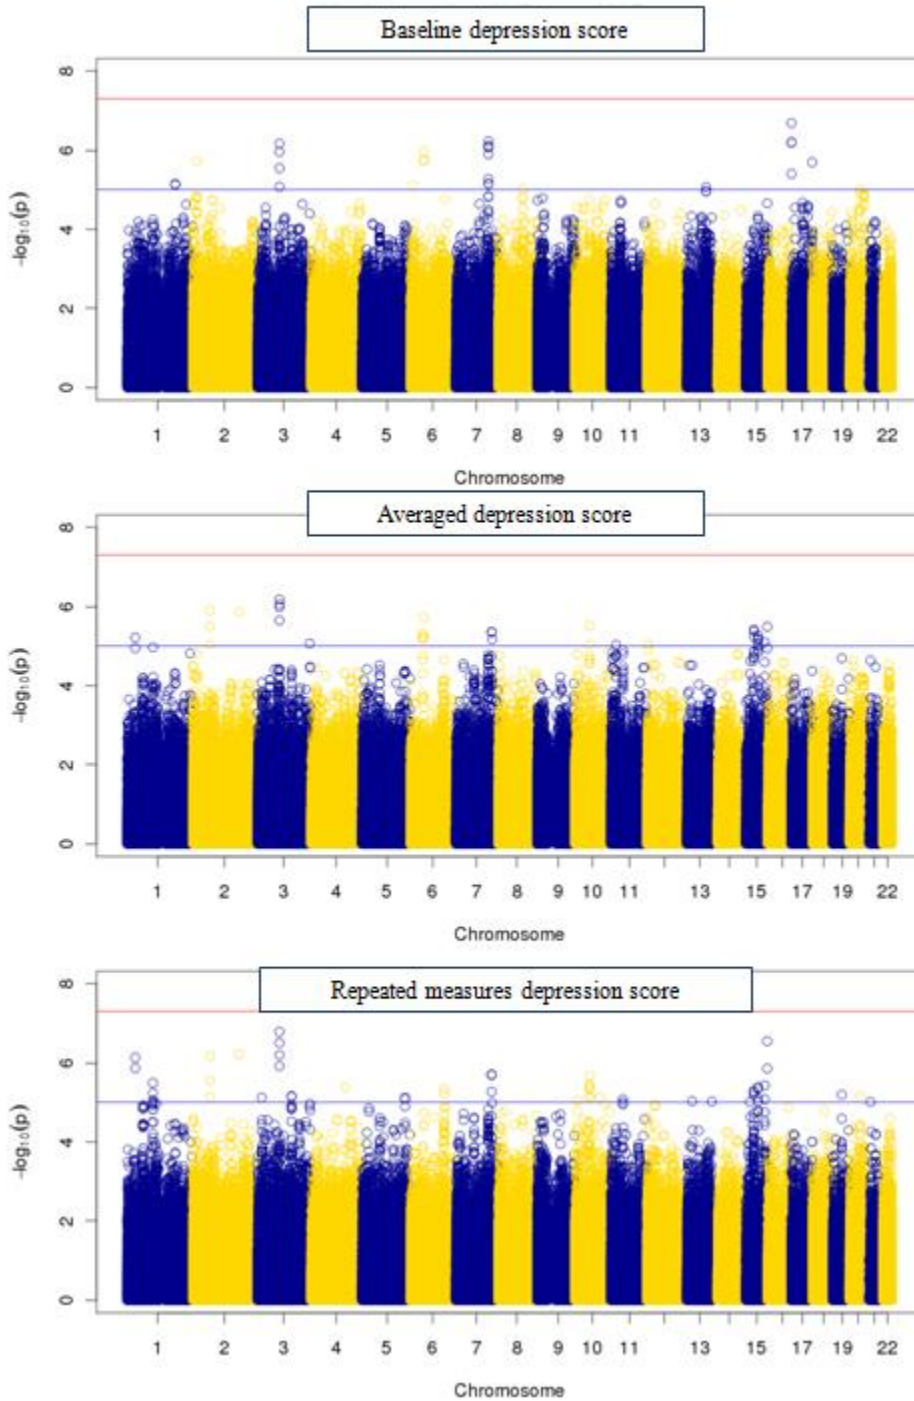 Baseline depression score
8
6
4
2
0
-log10(p)
1 2 3 4 5 6 7 8 9 10 11 13 15 17 19 22
Chromosome
Averaged depression score
8
6
4
2
0
-log10(p)
1 2 3 4 5 6 7 8 9 10 11 13 15 17 19 22
Chromosome
Repeated measures depression score
8
6
4
2
0
-log10(p)
1 2 3 4 5 6 7 8 9 10 11 13 15 17 19 22
Chromosome